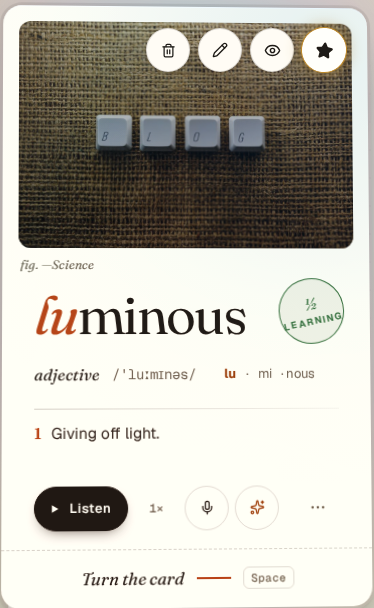 B L O G
fig. —Science
luminous
½
LEARNING
adjective /ˈluːmɪnəs/ lu · mi · nous
1 Giving off light.
Listen 1×
Turn the card Space